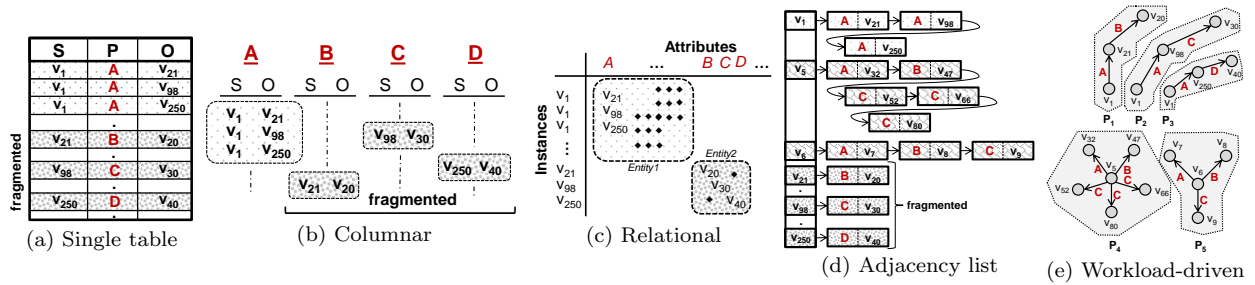 S P O
v1 A v21
v1 A v98
v1 A v250
.
v21 B v20
.
v98 C v30
.
v250 D v40
.
fragmented
(a) Single table
A B C D
S O S O S O S O
v1 v21
v1 v98
v1 v250
v98 v30
v250 v40
v21 v20
fragmented
(b) Columnar
Attributes
A ... B C D ...
Instances
v1 v21
v1 v98
v1 v250
...
v21
v98
v250
Entity1
Entity2
v20
v30
v40
(c) Relational
v1 A v21 A v98
A v250
v5 A v32 B v47
C v52 C v66
C v80
v6 A v7 B v8 C v9
v21 B v20
v98 C v30
v250 D v40
fragmented
(d) Adjacency list
v20 B v21 A v1
v30 C v98 A v1
v40 D v250 A v1
P1 P2 P3
v32 v47 v5 A B C v52 C C v66 v80
v7 v8 v6 A B C v9
P4 P5
(e) Workload-driven